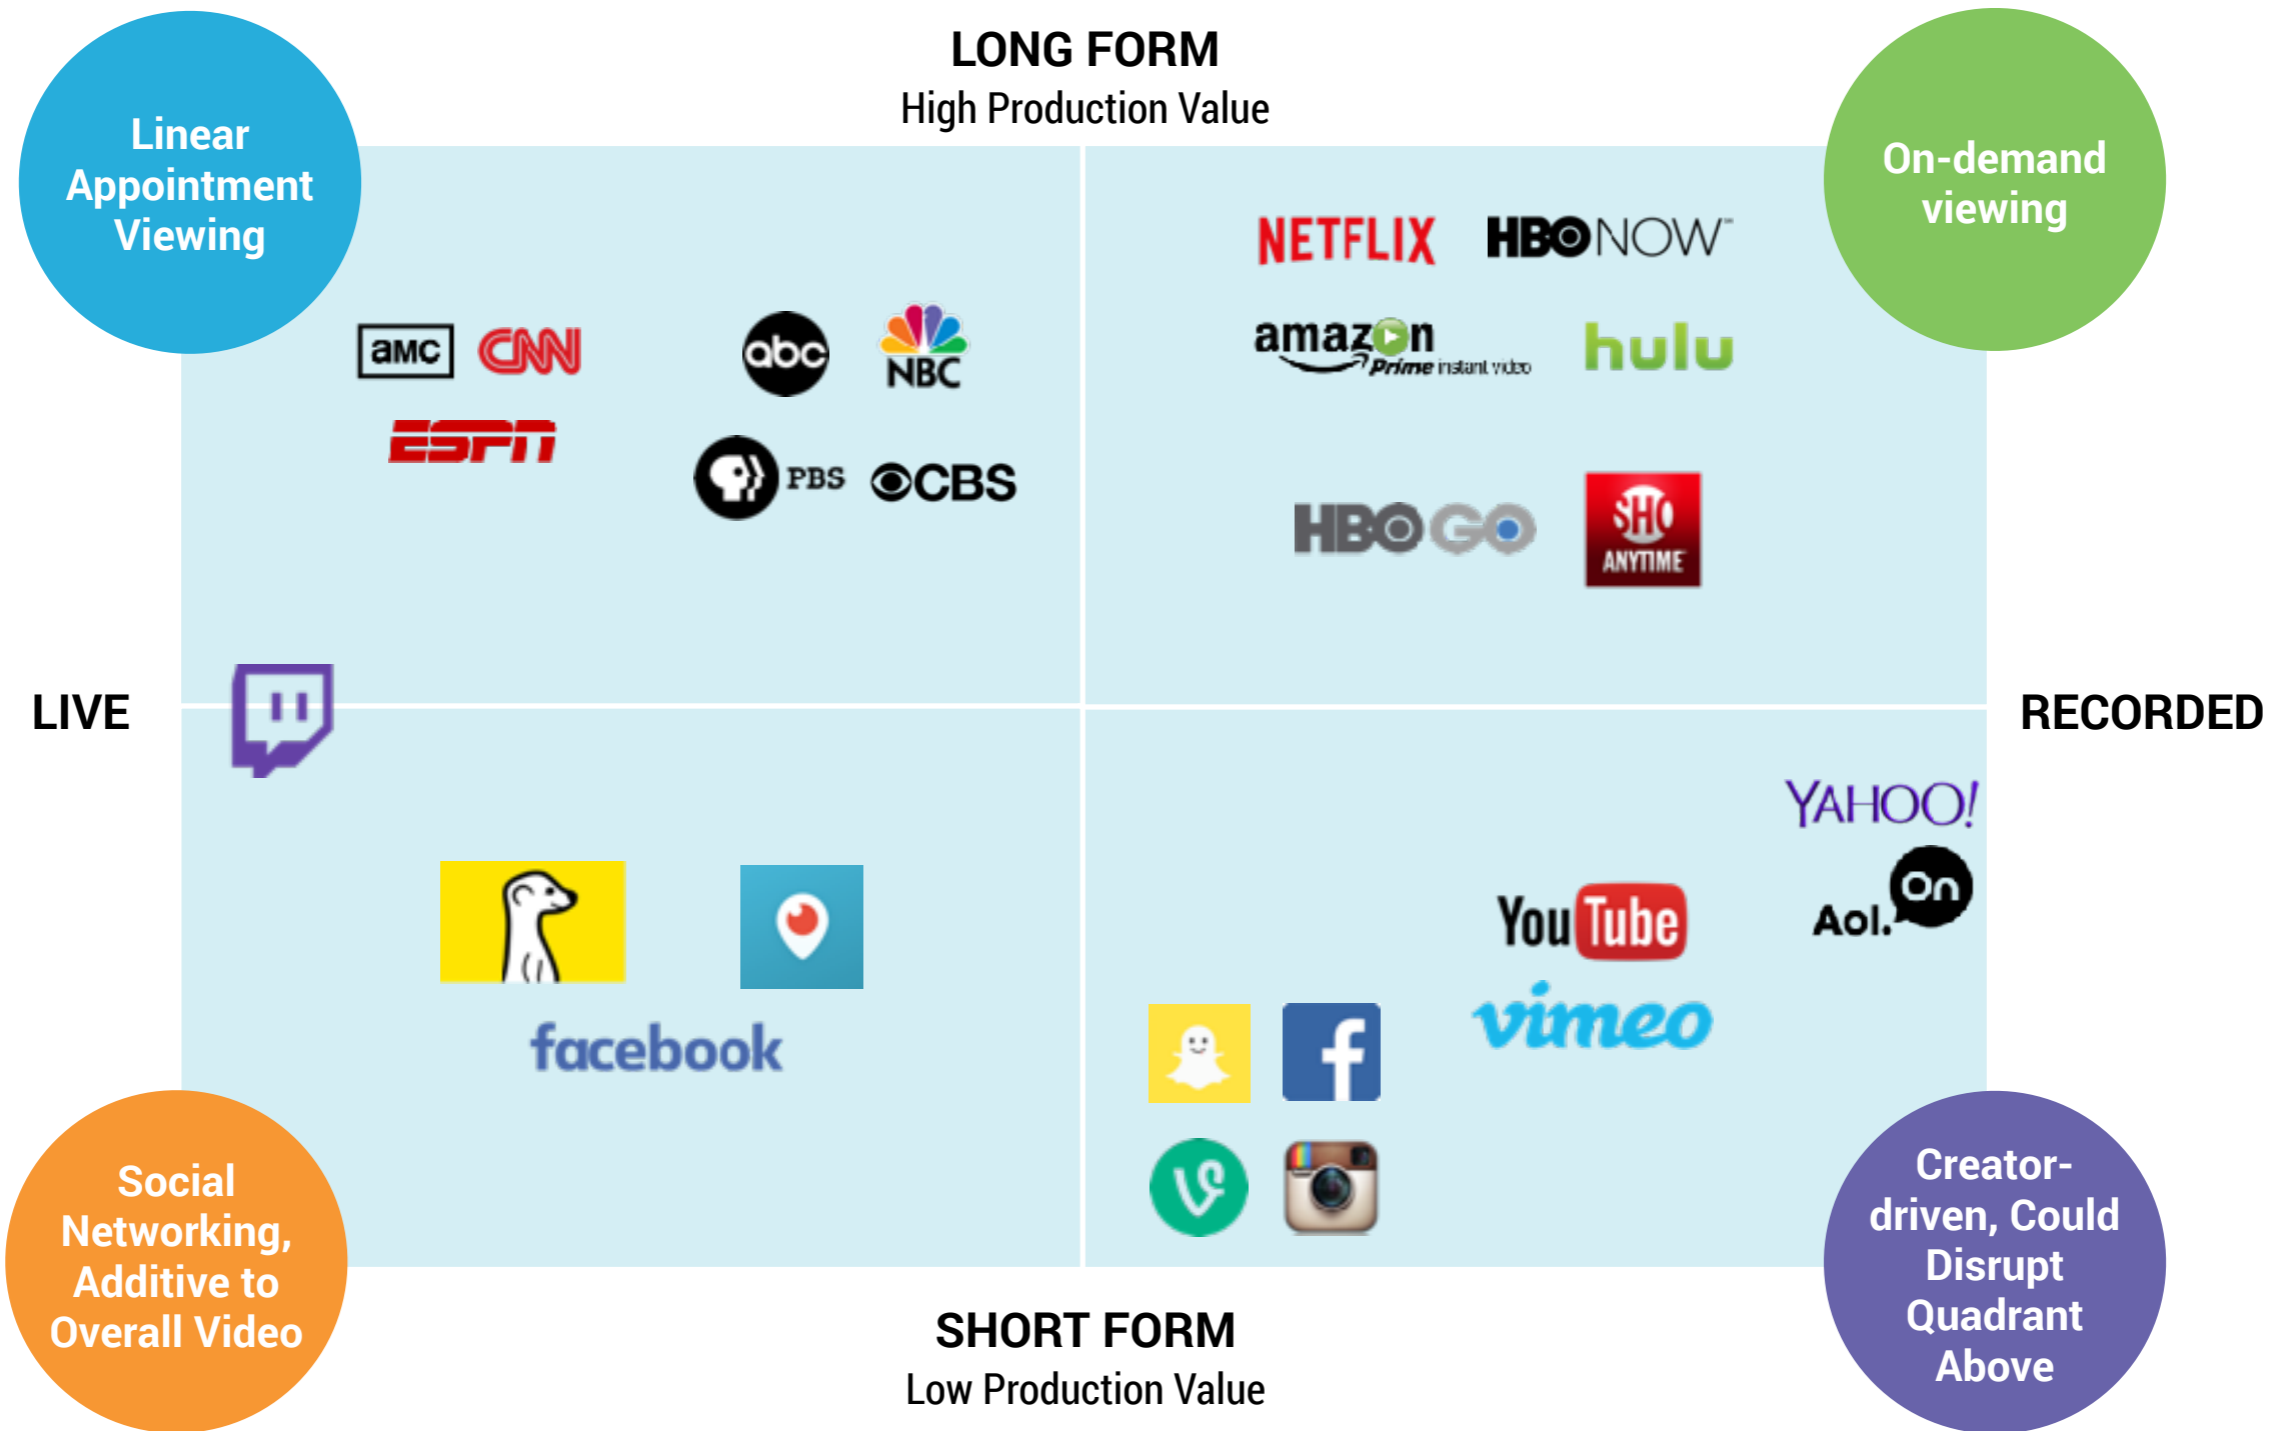 LONG FORM
High Production Value
Linear
Appointment
Viewing
On-demand
viewing
NETFLIX
HBO NOW
amazon
Prime instant video
hulu
aMC
CNN
abc
NBC
ESPN
PBS
CBS
HBO GO
SHO
ANYTIME
LIVE
RECORDED
YAHOO!
Aol. On
YouTube
vimeo
facebook
f
Social
Networking,
Additive to
Overall Video
Creator-
driven, Could
Disrupt
Quadrant
Above
SHORT FORM
Low Production Value